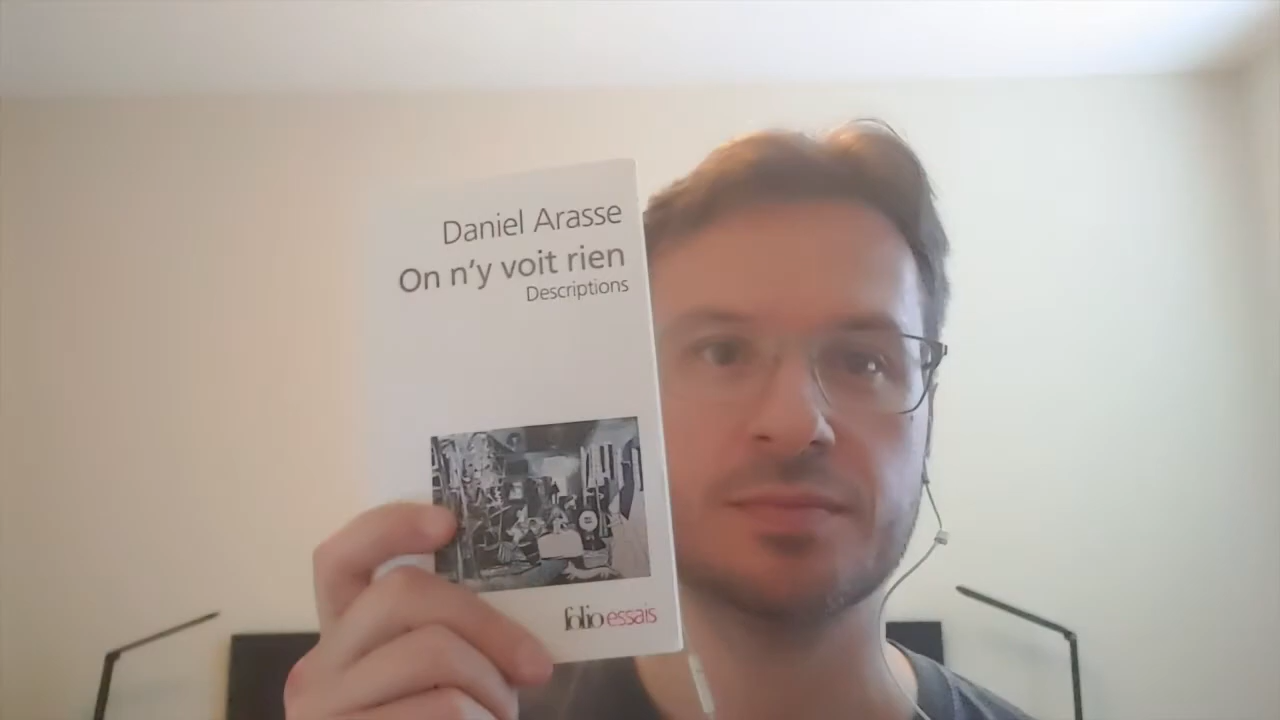 Daniel Arasse
On n'y voit rien
Descriptions
folio essais